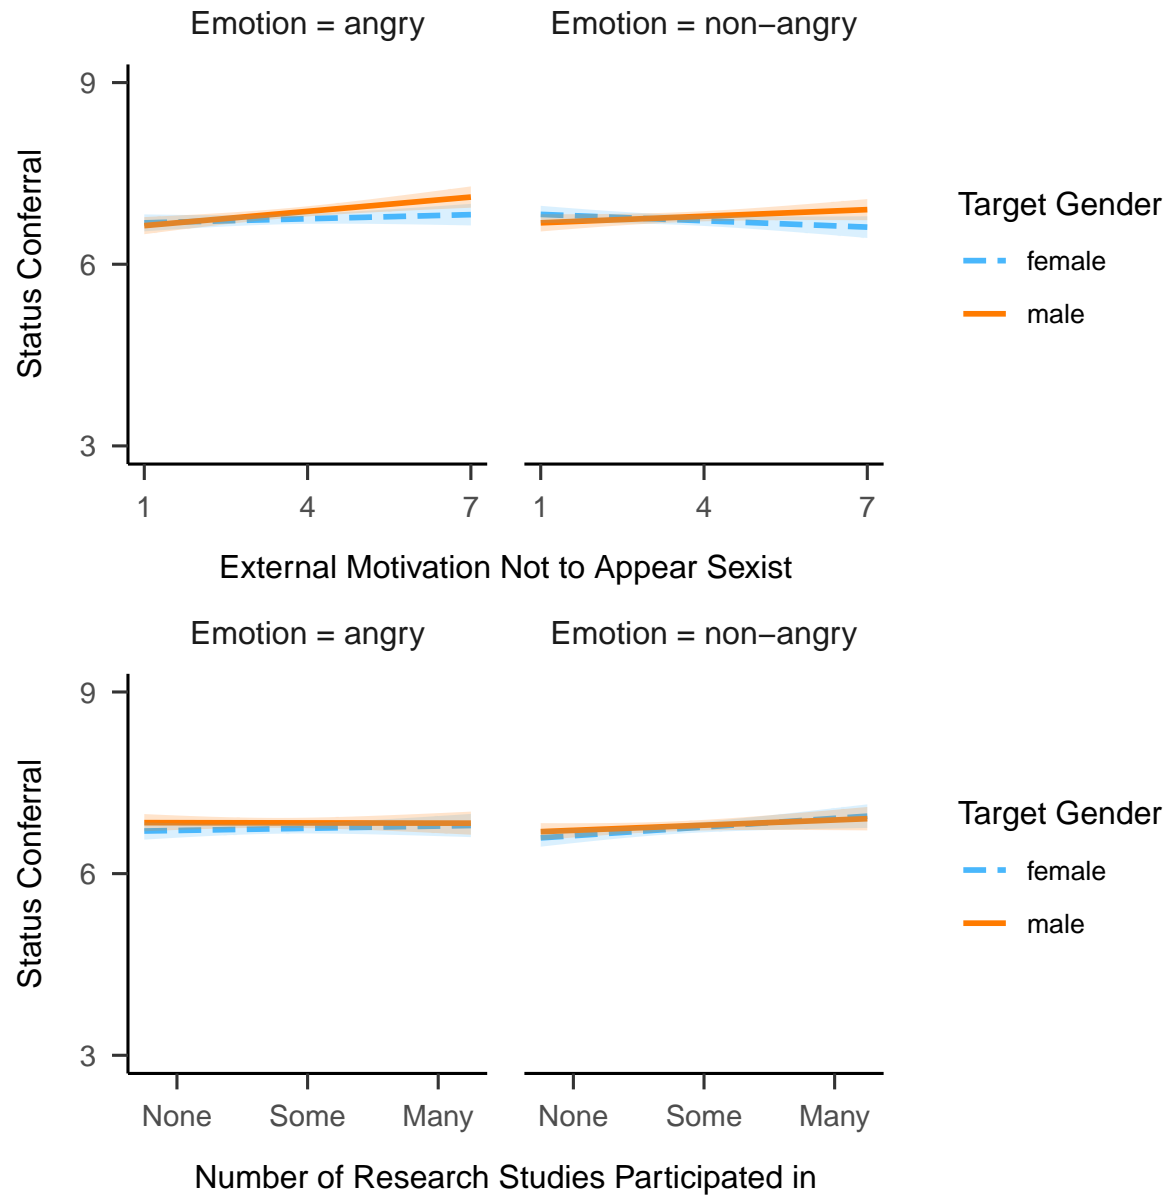 Emotion = angry Emotion = non−angry
9
6
3
Status Conferral
1 4 7 1 4 7
External Motivation Not to Appear Sexist
Target Gender
female
male
Emotion = angry Emotion = non−angry
9
6
3
Status Conferral
None Some Many None Some Many
Number of Research Studies Participated in
Target Gender
female
male